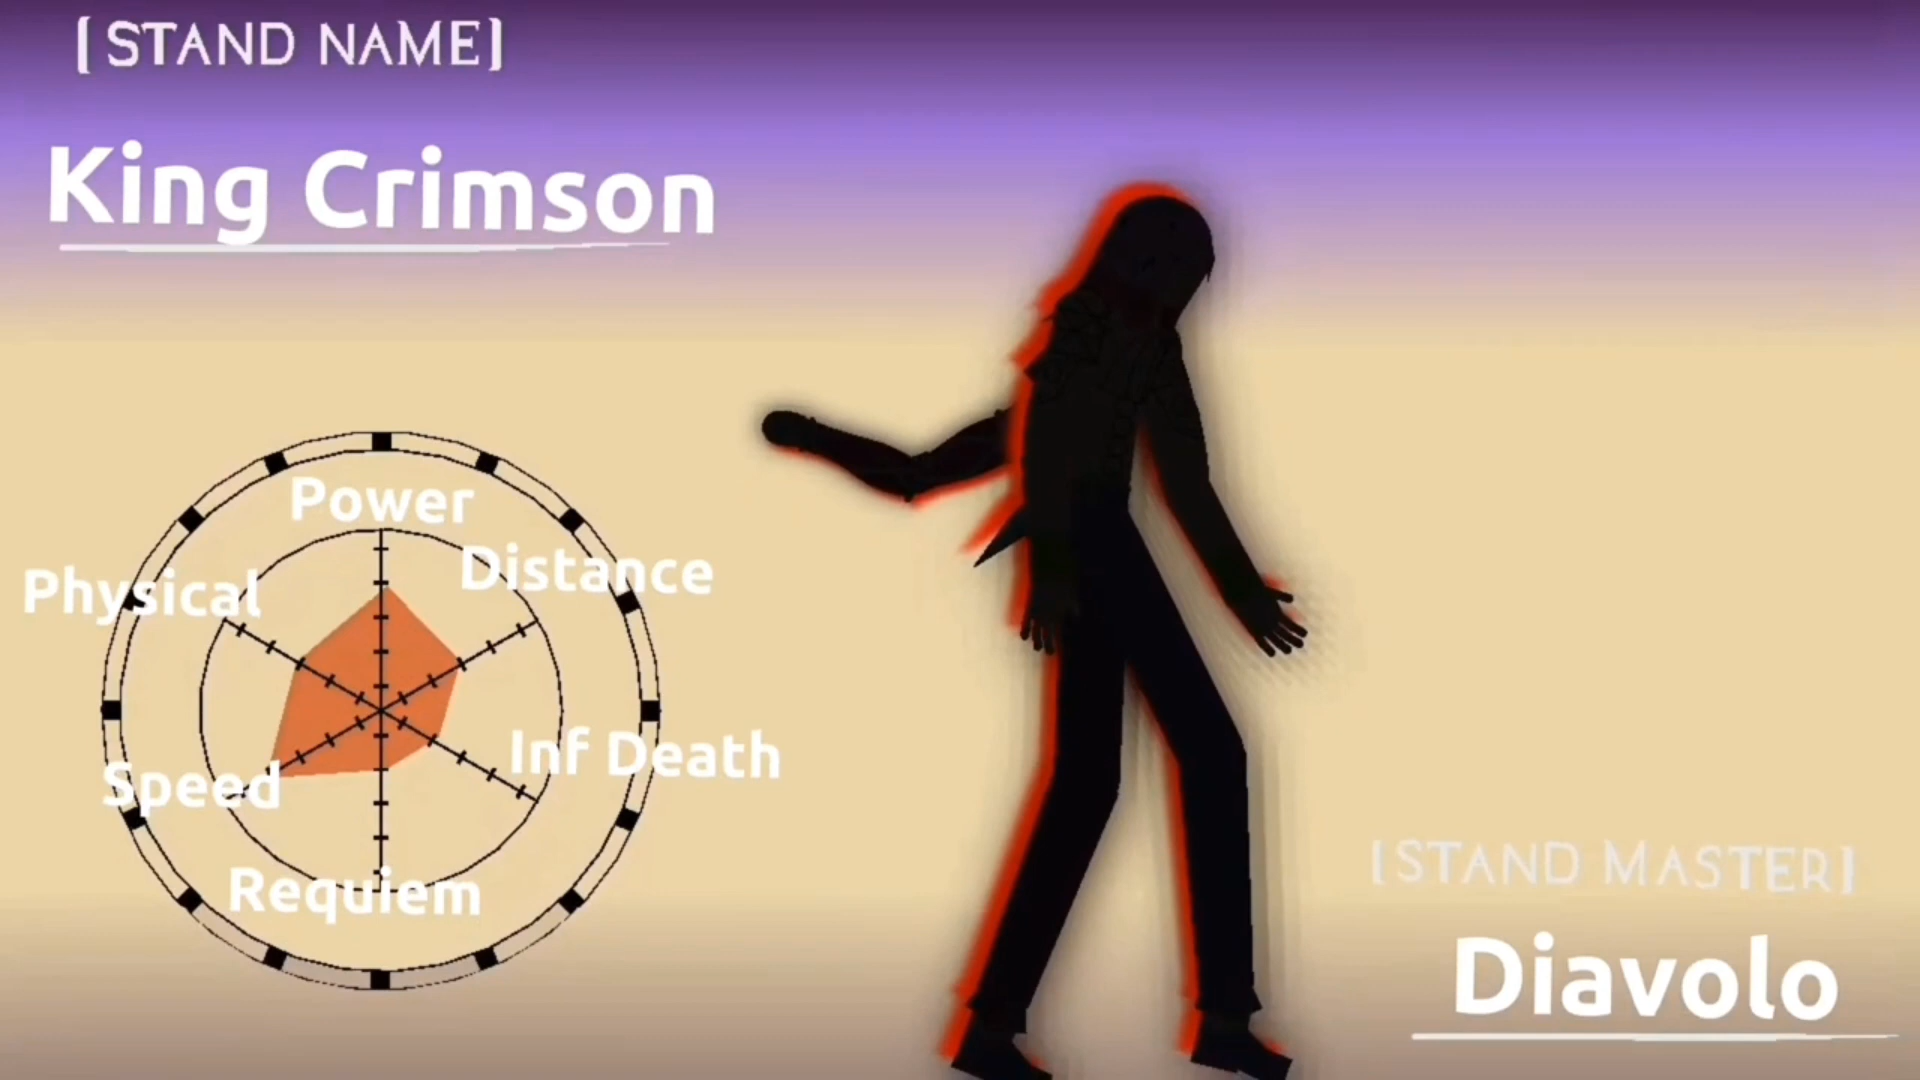 [STAND NAME]
King Crimson
Power
Distance
Physical
Inf Death
Speed
Requiem
[STAND MASTER]
Diavolo